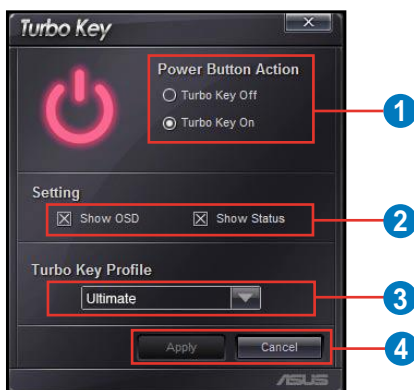 Turbo Key
Power Button Action
Turbo Key Off
Turbo Key On
1
Setting
Show OSD Show Status
2
Turbo Key Profile
Ultimate
3
Apply Cancel
4
ASUS